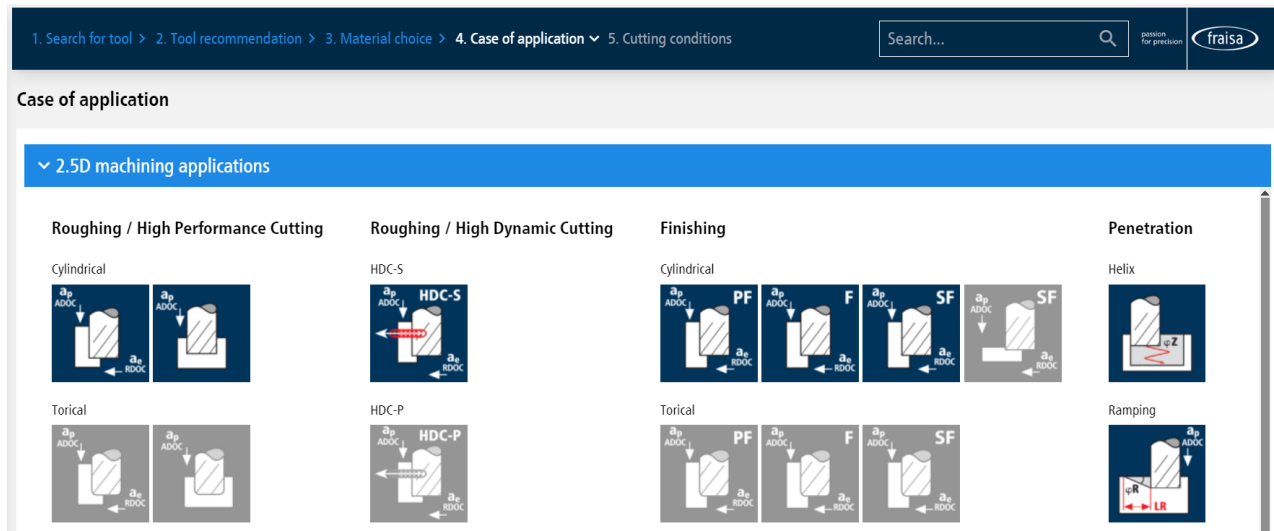 1. Search for tool > 2. Tool recommendation > 3. Material choice > 4. Case of application 5. Cutting conditions
Search...
passion
for precision
fraisa
Case of application
2.5D machining applications
Roughing / High Performance Cutting
Roughing / High Dynamic Cutting
Finishing
Penetration
Cylindrical
HDC-S
Cylindrical
Helix
ap
ADOC
ae
RDOC
ap
ADOC
ap
ADOC
HDC-S
ae
RDOC
ap
ADOC
PF
ae
RDOC
ap
ADOC
F
ae
RDOC
ap
ADOC
SF
ae
RDOC
ap
ADOC
SF
ae
RDOC
φZ
Torical
HDC-P
Torical
Ramping
ap
ADOC
ae
RDOC
ap
ADOC
ap
ADOC
HDC-P
ae
RDOC
ap
ADOC
PF
ae
RDOC
ap
ADOC
F
ae
RDOC
ap
ADOC
SF
ae
RDOC
ap
ADOC
φR
LR